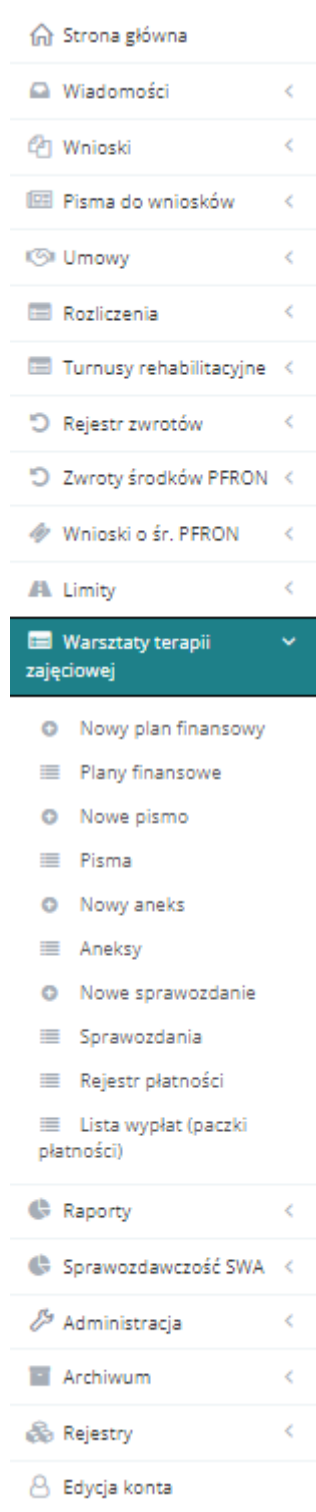 Strona główna
Wiadomości
Wnioski
Pisma do wniosków
Umowy
Rozliczenia
Turnusy rehabilitacyjne
Rejestr zwrotów
Zwroty środków PFRON
Wnioski o śr. PFRON
Limity
Warsztaty terapii
zajęciowej
Nowy plan finansowy
Plany finansowe
Nowe pismo
Pisma
Nowy aneks
Aneksy
Nowe sprawozdanie
Sprawozdania
Rejestr płatności
Lista wypłat (paczki
płatności)
Raporty
Sprawozdawczość SWA
Administracja
Archiwum
Rejestry
Edycja konta